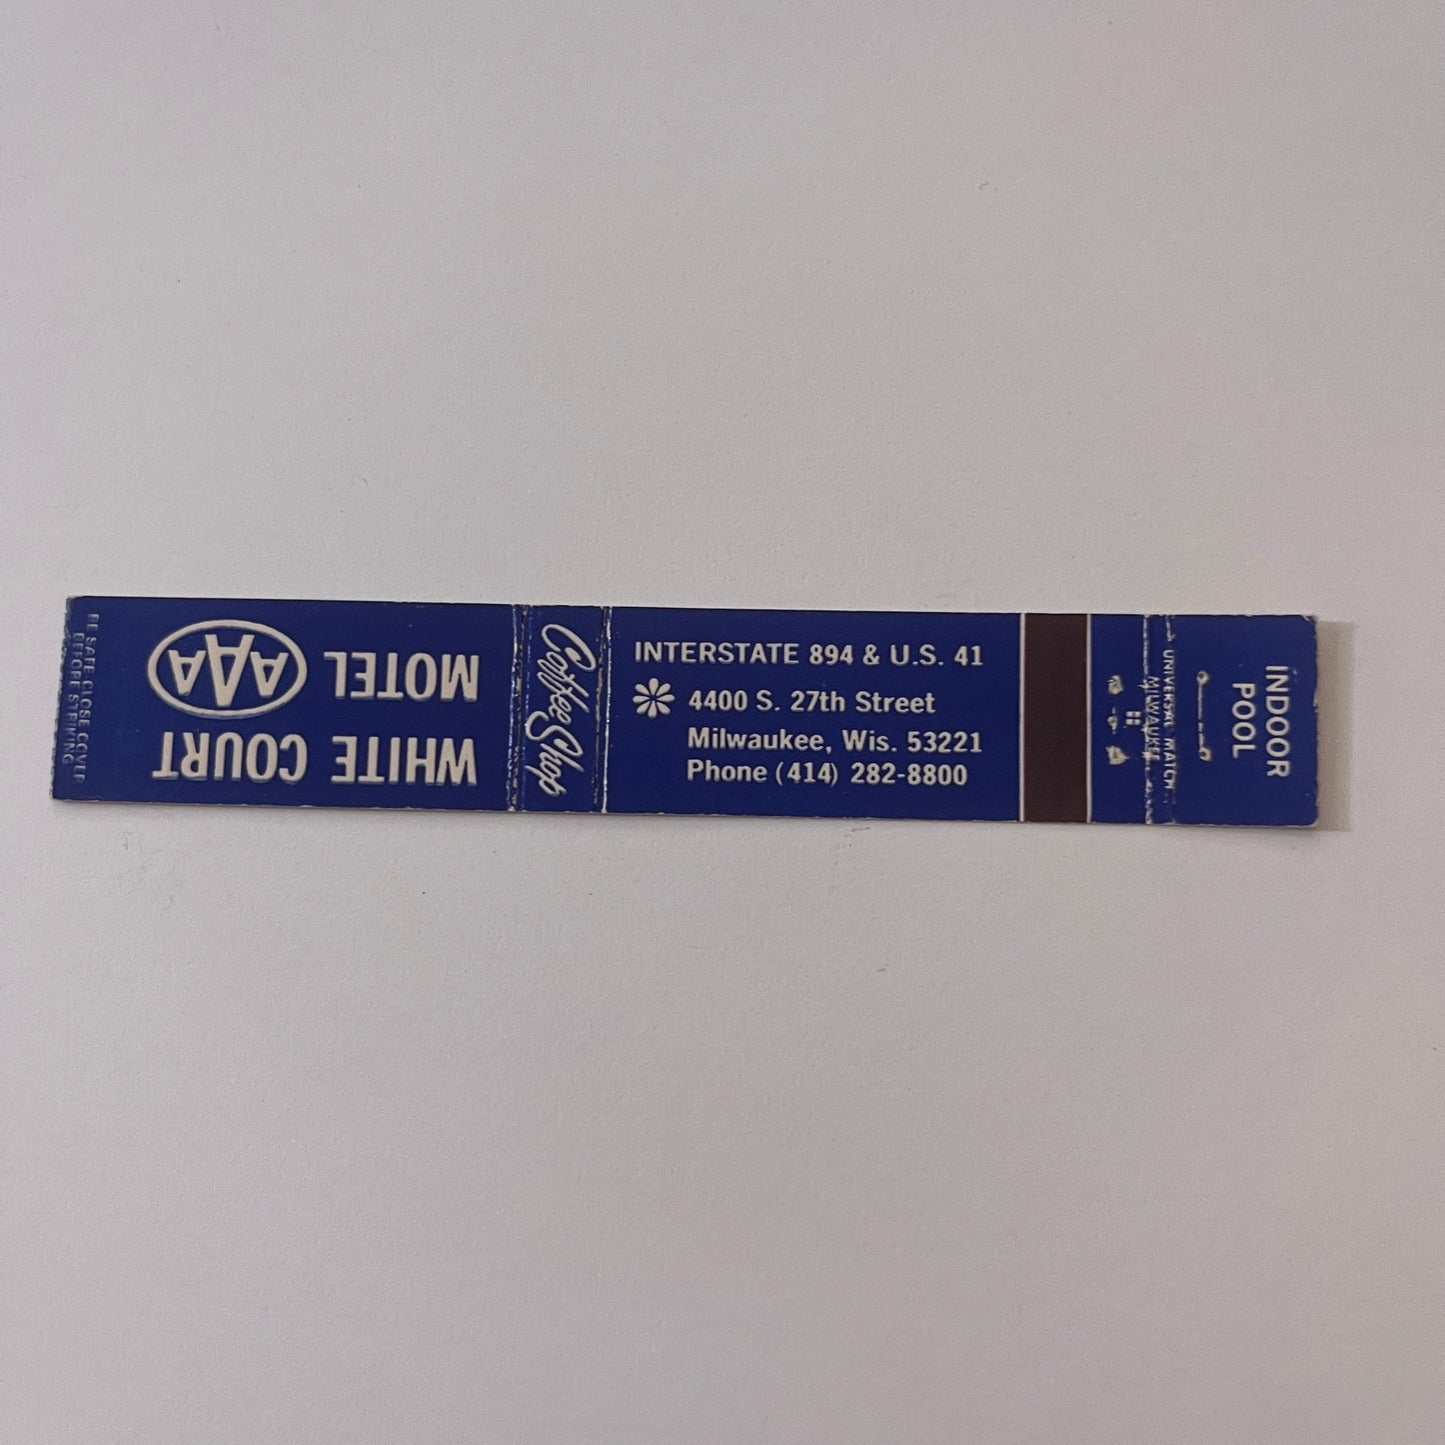 BE SAFE CLOSE COVER
BEFORE STRIKING
WHITE COURT
MOTEL
AAA
Coffee Shop
INTERSTATE 894 & U.S. 41
4400 S. 27th Street
Milwaukee, Wis. 53221
Phone (414) 282-8800
UNIVERSAL MATCH
MILWAUKEE
INDOOR
POOL